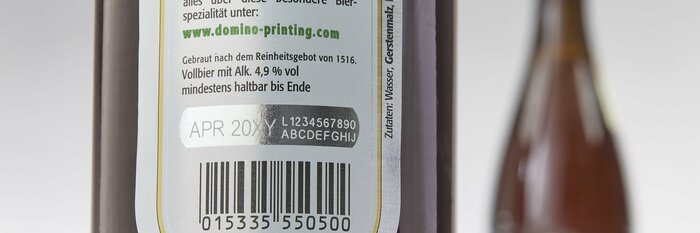 alles über diese besondere Bier-
spezialität unter:
www.domino-printing.com
Gebraut nach dem Reinheitsgebot von 1516.
Vollbier mit Alk. 4,9 % vol
mindestens haltbar bis Ende
APR 20XY
L1234567890
ABCDEFGHIJ
015335 550500
Zutaten: Wasser, Gerstenmalz,